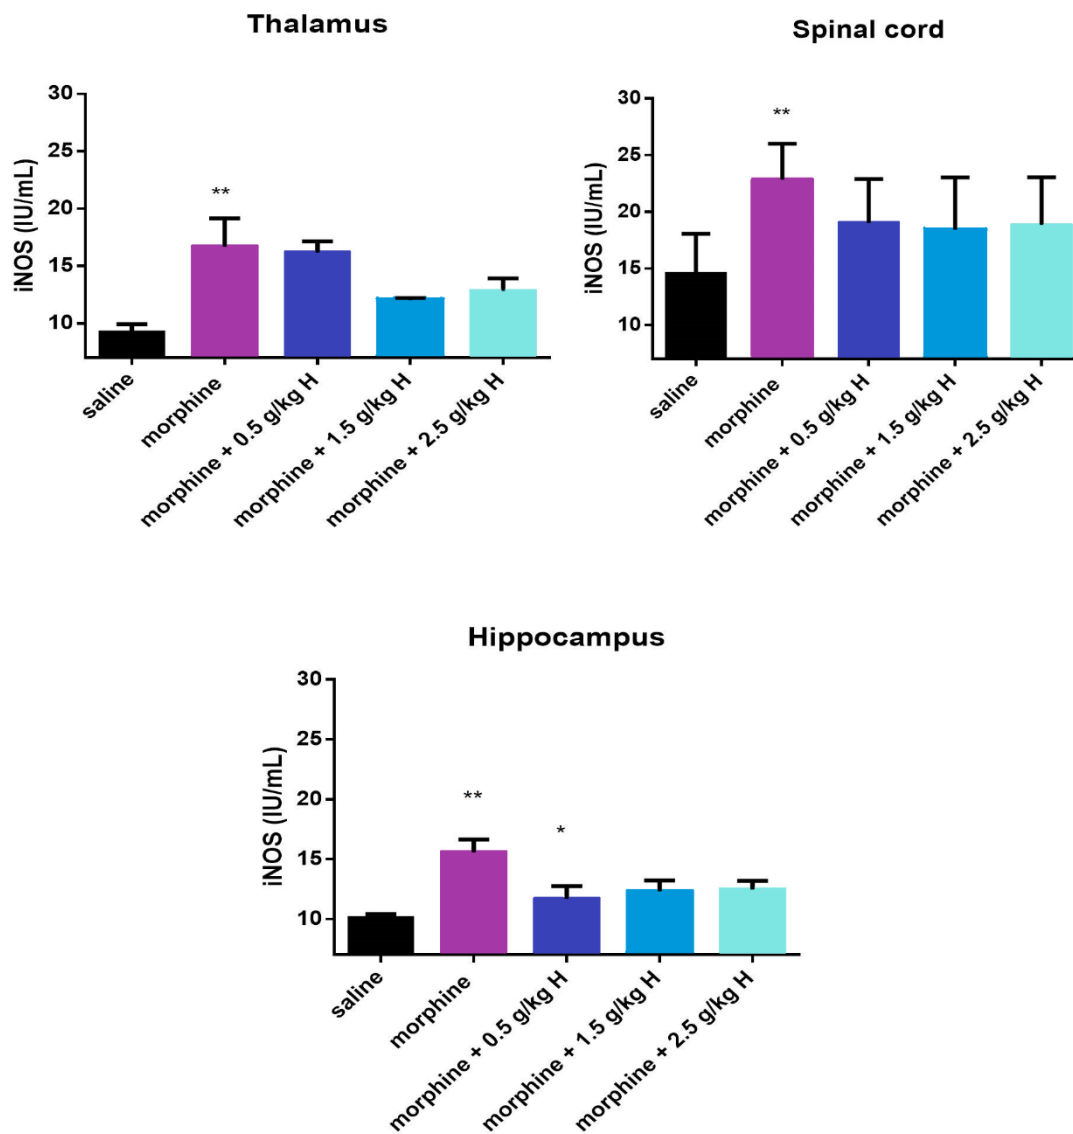 Thalamus
iNOS (IU/mL)
30
25
20
15
10
**
saline
morphine
morphine + 0.5 g/kg H
morphine + 1.5 g/kg H
morphine + 2.5 g/kg H
Spinal cord
iNOS (IU/mL)
30
25
20
15
10
**
saline
morphine
morphine + 0.5 g/kg H
morphine + 1.5 g/kg H
morphine + 2.5 g/kg H
Hippocampus
iNOS (IU/mL)
30
25
20
15
10
**
*
saline
morphine
morphine + 0.5 g/kg H
morphine + 1.5 g/kg H
morphine + 2.5 g/kg H